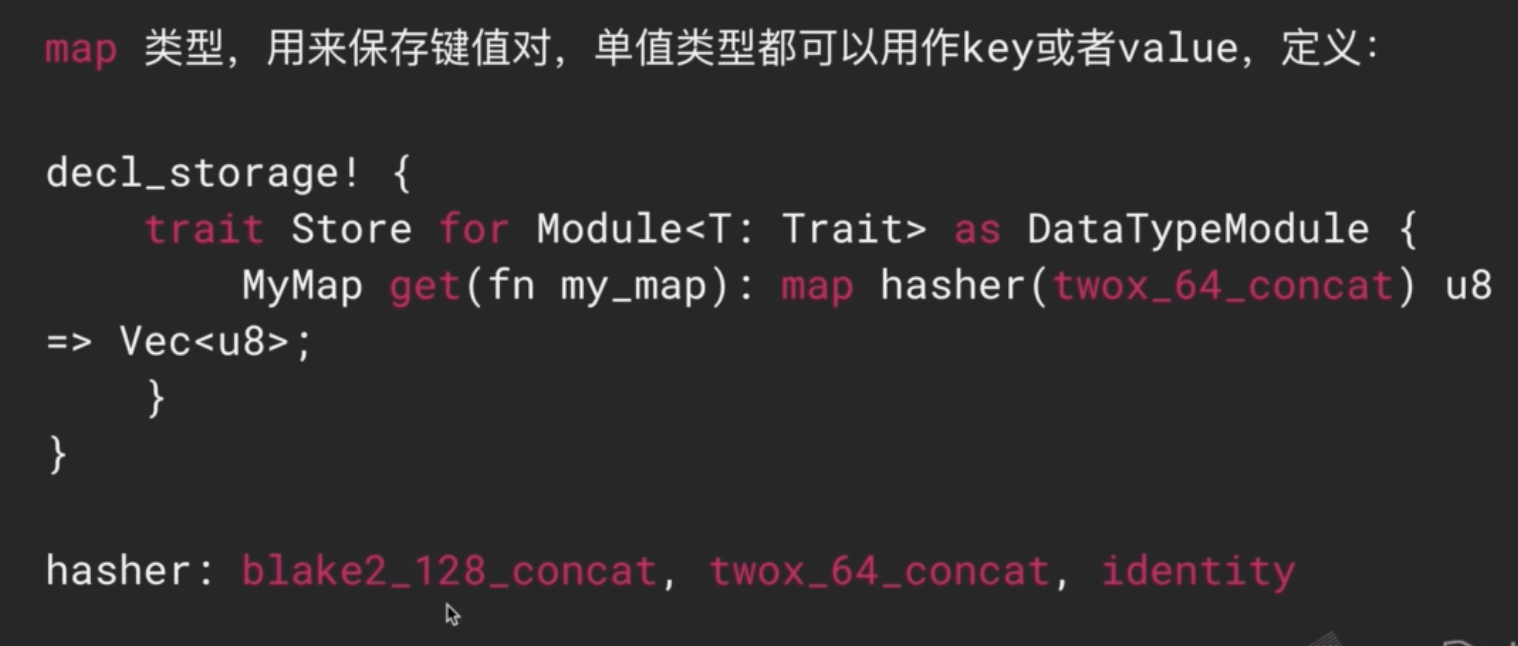 map 类型，用来保存键值对，单值类型都可以用作key或者value，定义：
decl_storage! {
trait Store for Module<T: Trait> as DataTypeModule {
MyMap get(fn my_map): map hasher(twox_64_concat) u8
=> Vec<u8>;
}
}
hasher: blake2_128_concat, twox_64_concat, identity